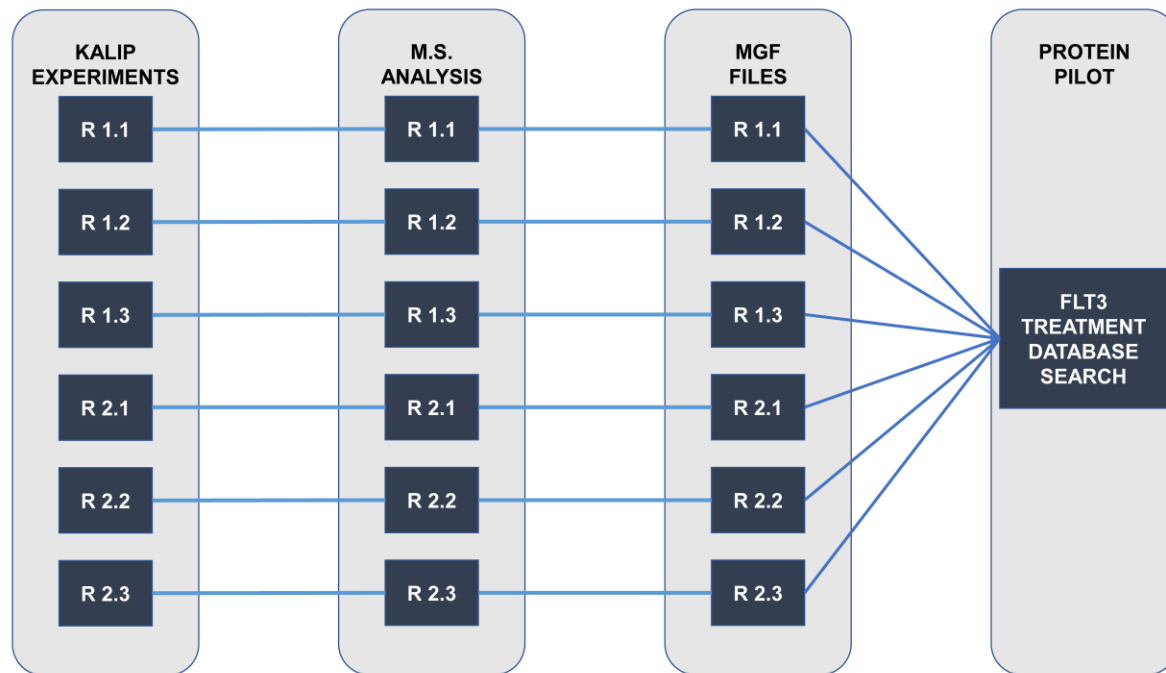 KALIP
EXPERIMENTS
R 1.1
R 1.2
R 1.3
R 2.1
R 2.2
R 2.3
M.S.
ANALYSIS
R 1.1
R 1.2
R 1.3
R 2.1
R 2.2
R 2.3
MGF
FILES
R 1.1
R 1.2
R 1.3
R 2.1
R 2.2
R 2.3
PROTEIN
PILOT
FLT3
TREATMENT
DATABASE
SEARCH